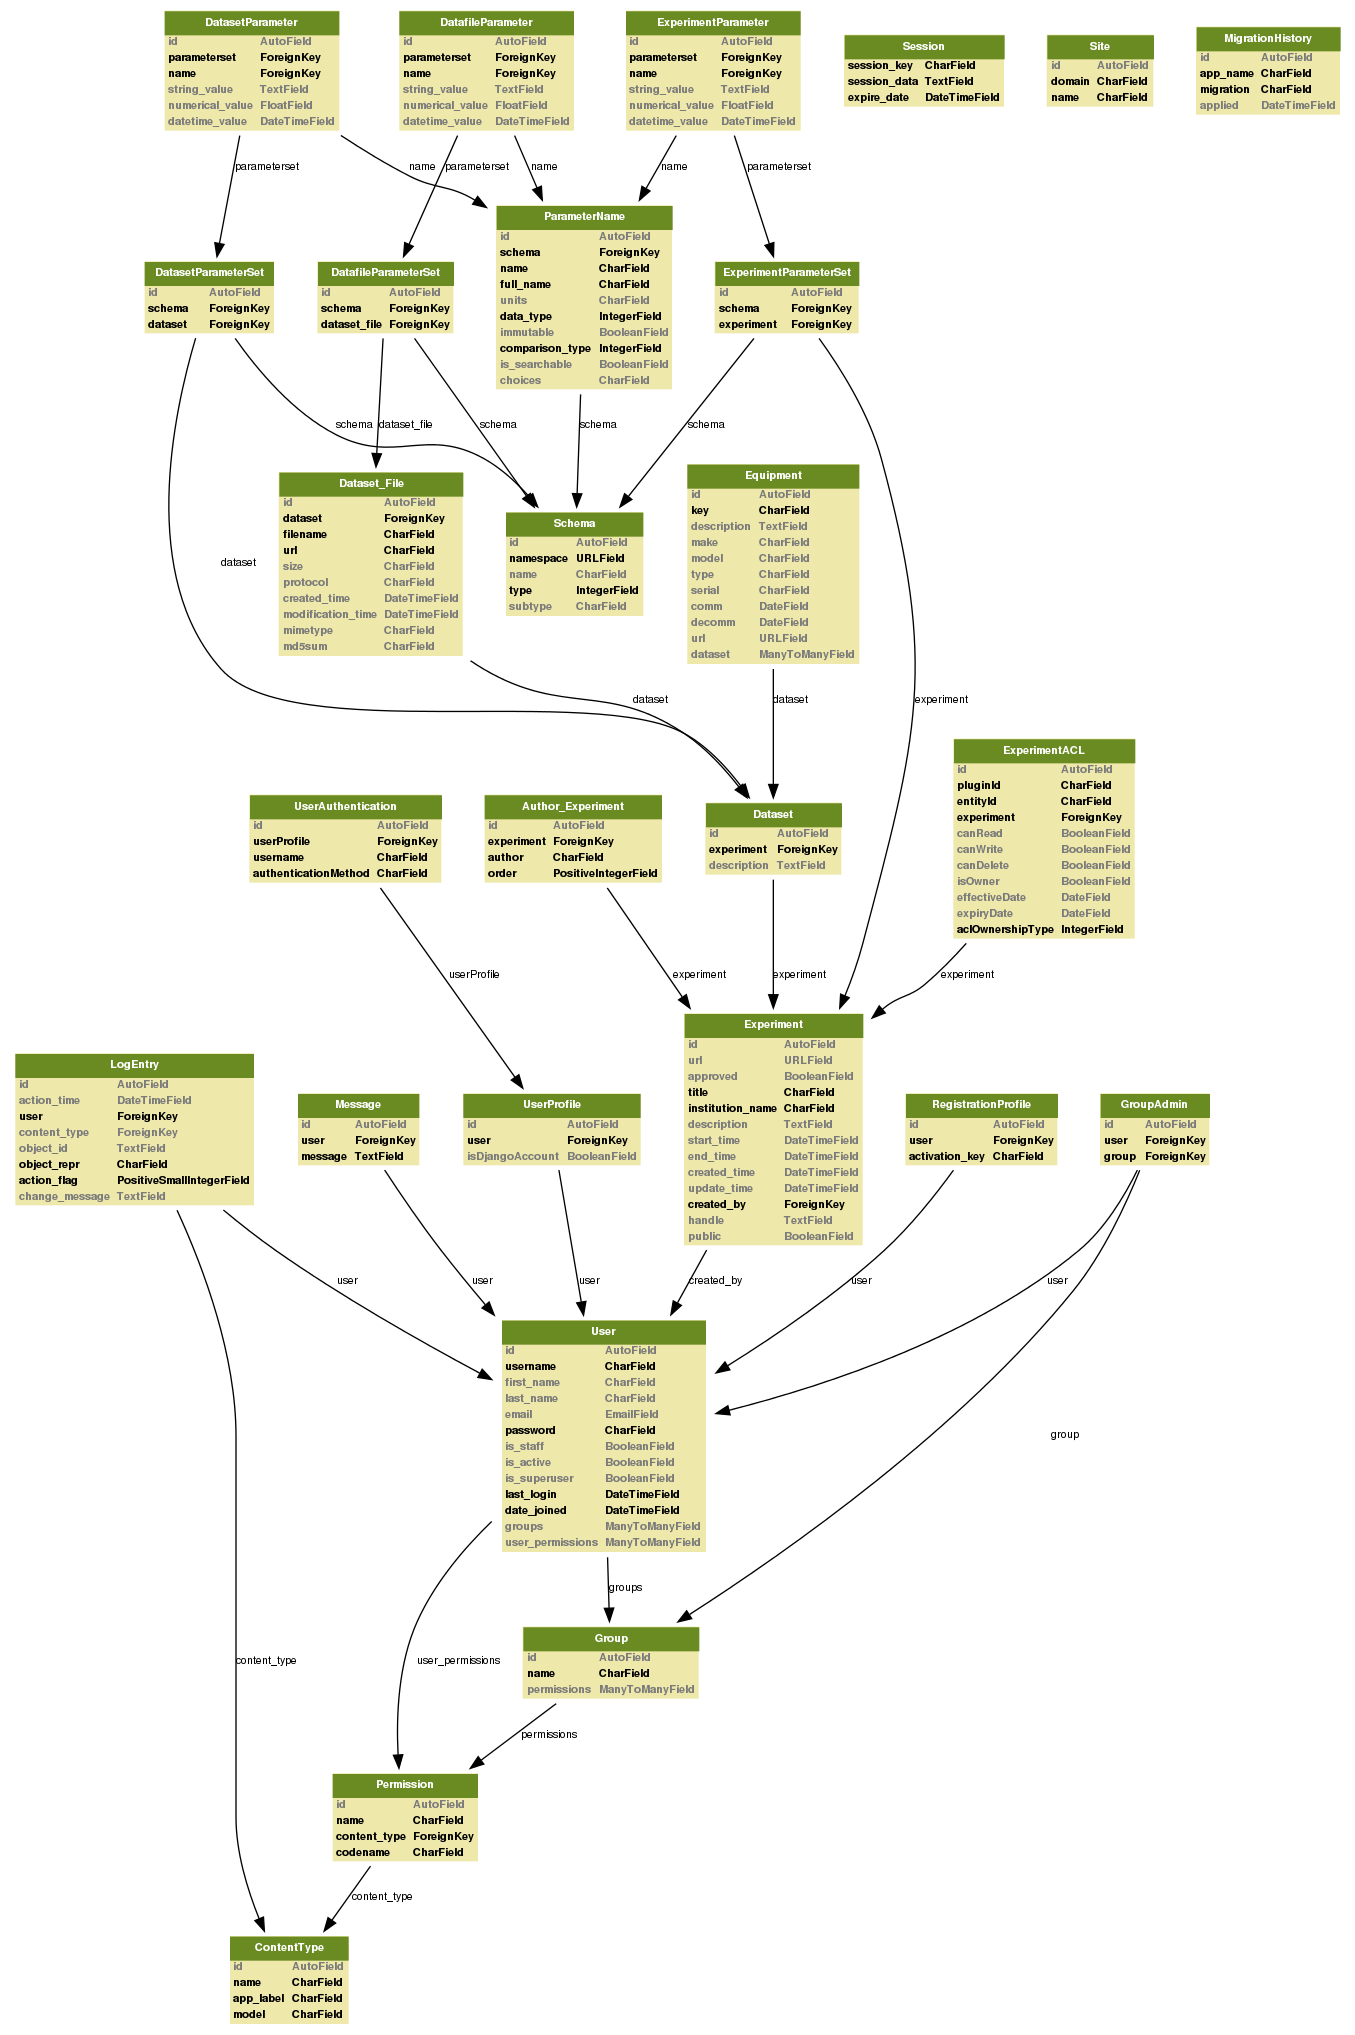 DatasetParameter
id AutoField
parameterset ForeignKey
name ForeignKey
string_value TextField
numerical_value FloatField
datetime_value DateTimeField
DatafileParameter
id AutoField
parameterset ForeignKey
name ForeignKey
string_value TextField
numerical_value FloatField
datetime_value DateTimeField
ExperimentParameter
id AutoField
parameterset ForeignKey
name ForeignKey
string_value TextField
numerical_value FloatField
datetime_value DateTimeField
Session
session_key CharField
session_data TextField
expire_date DateTimeField
Site
id AutoField
domain CharField
name CharField
MigrationHistory
id AutoField
app_name CharField
migration CharField
applied DateTimeField
parameterset
name
parameterset
name
name
parameterset
DatasetParameterSet
id AutoField
schema ForeignKey
dataset ForeignKey
DatafileParameterSet
id AutoField
schema ForeignKey
dataset_file ForeignKey
ParameterName
id AutoField
schema ForeignKey
name CharField
full_name CharField
units CharField
data_type IntegerField
immutable BooleanField
comparison_type IntegerField
is_searchable BooleanField
choices CharField
ExperimentParameterSet
id AutoField
schema ForeignKey
experiment ForeignKey
schema
dataset_file
schema
schema
schema
Dataset_File
id AutoField
dataset ForeignKey
filename CharField
url CharField
size CharField
protocol CharField
created_time DateTimeField
modification_time DateTimeField
mimetype CharField
md5sum CharField
Schema
id AutoField
namespace URLField
name CharField
type IntegerField
subtype CharField
Equipment
id AutoField
key CharField
description TextField
make CharField
model CharField
type CharField
serial CharField
comm DateField
decomm DateField
url URLField
dataset ManyToManyField
dataset
dataset
dataset
experiment
UserAuthentication
id AutoField
userProfile ForeignKey
username CharField
authenticationMethod CharField
Author_Experiment
id AutoField
experiment ForeignKey
author CharField
order PositiveIntegerField
Dataset
id AutoField
experiment ForeignKey
description TextField
ExperimentACL
id AutoField
pluginId CharField
entityId CharField
experiment ForeignKey
canRead BooleanField
canWrite BooleanField
canDelete BooleanField
isOwner BooleanField
effectiveDate DateField
expiryDate DateField
aclOwnershipType IntegerField
userProfile
experiment
experiment
experiment
LogEntry
id AutoField
action_time DateTimeField
user ForeignKey
content_type ForeignKey
object_id TextField
object_repr CharField
action_flag PositiveSmallIntegerField
change_message TextField
Message
id AutoField
user ForeignKey
message TextField
UserProfile
id AutoField
user ForeignKey
isDjangoAccount BooleanField
Experiment
id AutoField
url URLField
approved BooleanField
title CharField
institution_name CharField
description TextField
start_time DateTimeField
end_time DateTimeField
created_time DateTimeField
update_time DateTimeField
created_by ForeignKey
handle TextField
public BooleanField
RegistrationProfile
id AutoField
user ForeignKey
activation_key CharField
GroupAdmin
id AutoField
user ForeignKey
group ForeignKey
user
user
user
created_by
user
user
User
id AutoField
username CharField
first_name CharField
last_name CharField
email EmailField
password CharField
is_staff BooleanField
is_active BooleanField
is_superuser BooleanField
last_login DateTimeField
date_joined DateTimeField
groups ManyToManyField
user_permissions ManyToManyField
group
groups
Group
id AutoField
name CharField
permissions ManyToManyField
content_type
user_permissions
permissions
Permission
id AutoField
name CharField
content_type ForeignKey
codename CharField
content_type
ContentType
id AutoField
name CharField
app_label CharField
model CharField